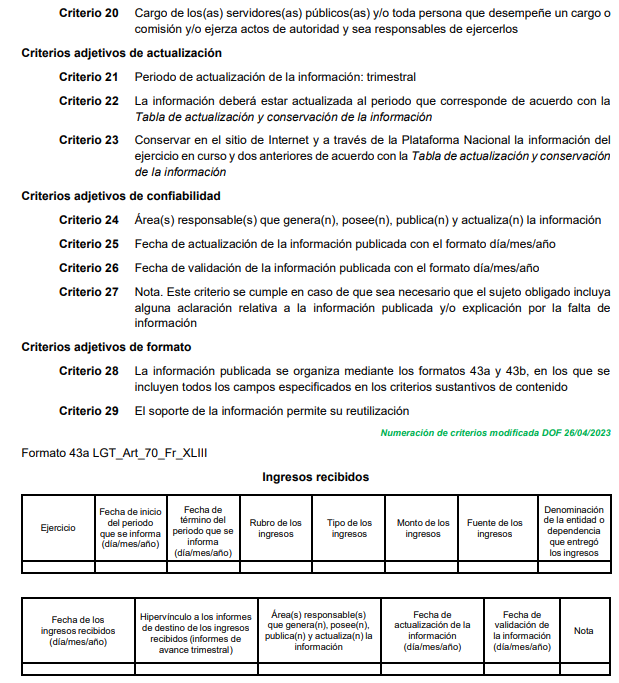 Criterio 20 Cargo de los(as) servidores(as) públicos(as) y/o toda persona que desempeñe un cargo o
comisión y/o ejerza actos de autoridad y sea responsables de ejercerlos
Criterios adjetivos de actualización
Criterio 21 Periodo de actualización de la información: trimestral
Criterio 22 La información deberá estar actualizada al periodo que corresponde de acuerdo con la
Tabla de actualización y conservación de la información
Criterio 23 Conservar en el sitio de Internet y a través de la Plataforma Nacional la información del
ejercicio en curso y dos anteriores de acuerdo con la Tabla de actualización y conservación
de la información
Criterios adjetivos de confiabilidad
Criterio 24 Área(s) responsable(s) que genera(n), posee(n), publica(n) y actualiza(n) la información
Criterio 25 Fecha de actualización de la información publicada con el formato día/mes/año
Criterio 26 Fecha de validación de la información publicada con el formato día/mes/año
Criterio 27 Nota. Este criterio se cumple en caso de que sea necesario que el sujeto obligado incluya
alguna aclaración relativa a la información publicada y/o explicación por la falta de
información
Criterios adjetivos de formato
Criterio 28 La información publicada se organiza mediante los formatos 43a y 43b, en los que se
incluyen todos los campos especificados en los criterios sustantivos de contenido
Criterio 29 El soporte de la información permite su reutilización
Numeración de criterios modificada DOF 26/04/2023
Formato 43a LGT_Art_70_Fr_XLIII
Ingresos recibidos
Ejercicio
Fecha de inicio
del periodo
que se informa
(día/mes/año)
Fecha de
término del
periodo que se
informa
(día/mes/año)
Rubro de los
ingresos
Tipo de los
ingresos
Monto de los
ingresos
Fuente de los
ingresos
Denominación
de la entidad o
dependencia
que entregó
los ingresos
Fecha de los
ingresos recibidos
(día/mes/año)
Hipervínculo a los informes
de destino de los ingresos
recibidos (informes de
avance trimestral)
Área(s) responsable(s)
que genera(n), posee(n),
publica(n) y actualiza(n) la
información
Fecha de
actualización de la
información
(día/mes/año)
Fecha de
validación de
la información
(día/mes/año)
Nota